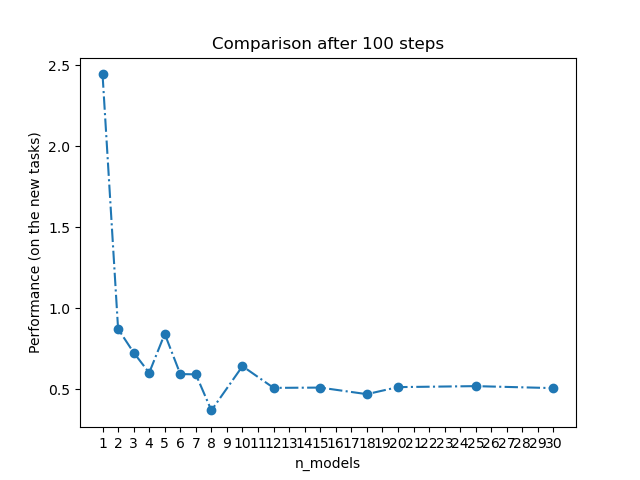 Comparison after 100 steps
Performance (on the new tasks)
2.5
2.0
1.5
1.0
0.5
1 2 3 4 5 6 7 8 9 10 11 12 13 14 15 16 17 18 19 20 21 22 23 24 25 26 27 28 29 30
n_models